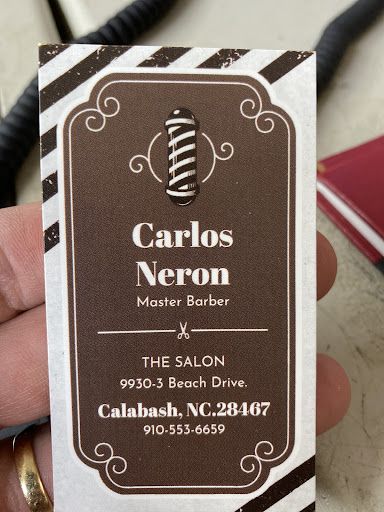 Carlos
Neron
Master Barber
THE SALON
9930-3 Beach Drive.
Calabash, NC.28467
910-553-6659